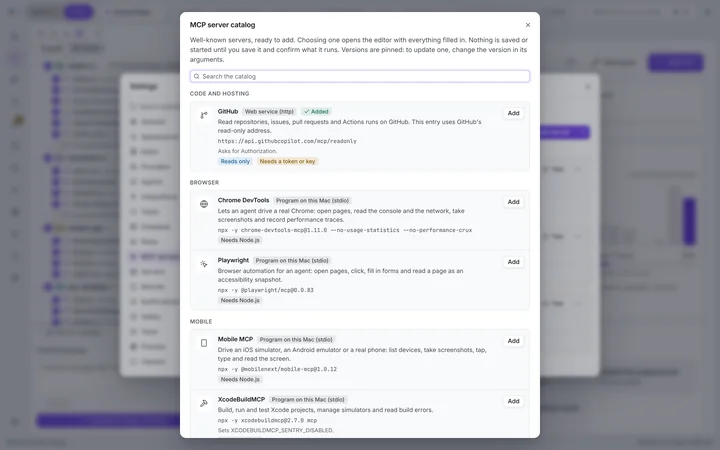 MCP server catalog
Well-known servers, ready to add. Choosing one opens the editor with everything filled in. Nothing is saved or
started until you save it and confirm what it runs. Versions are pinned: to update one, change the version in its
arguments.
Search the catalog
CODE AND HOSTING
GitHub Web service (http) ✓ Added
Add
Read repositories, issues, pull requests and Actions runs on GitHub. This entry uses GitHub's
read-only address.
https://api.githubcopilot.com/mcp/readonly
Asks for Authorization.
Reads only Needs a token or key
BROWSER
Chrome DevTools Program on this Mac (stdio)
Add
Lets an agent drive a real Chrome: open pages, read the console and the network, take
screenshots and record performance traces.
npx -y chrome-devtools-mcp@1.11.0 --no-usage-statistics --no-performance-crux
Needs Node.js
Playwright Program on this Mac (stdio)
Add
Browser automation for an agent: open pages, click, fill in forms and read a page as an
accessibility snapshot.
npx -y @playwright/mcp@0.0.83
Needs Node.js
MOBILE
Mobile MCP Program on this Mac (stdio)
Add
Drive an iOS simulator, an Android emulator or a real phone: list devices, take screenshots, tap,
type and read the screen.
npx -y @mobilenext/mobile-mcp@1.0.12
Needs Node.js
XcodeBuildMCP Program on this Mac (stdio)
Add
Build, run and test Xcode projects, manage simulators and read build errors.
npx -y xcodebuildmcp@2.7.0 mcp
Sets XCODEBUILDMCP_SENTRY_DISABLED.